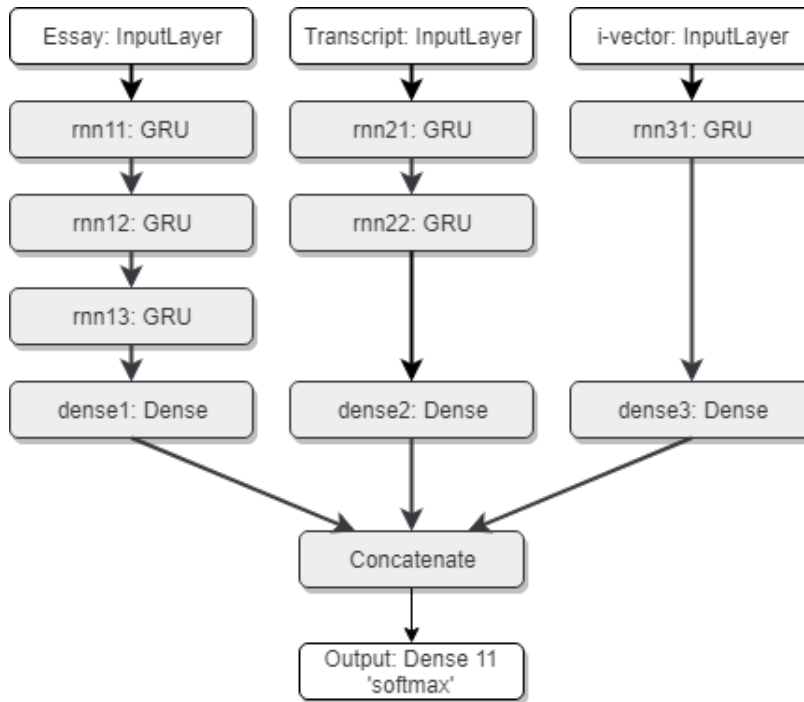 Essay: InputLayer
Transcript: InputLayer
i-vector: InputLayer
rnn11: GRU
rnn21: GRU
rnn31: GRU
rnn12: GRU
rnn22: GRU
rnn13: GRU
dense1: Dense
dense2: Dense
dense3: Dense
Concatenate
Output: Dense 11
'softmax'